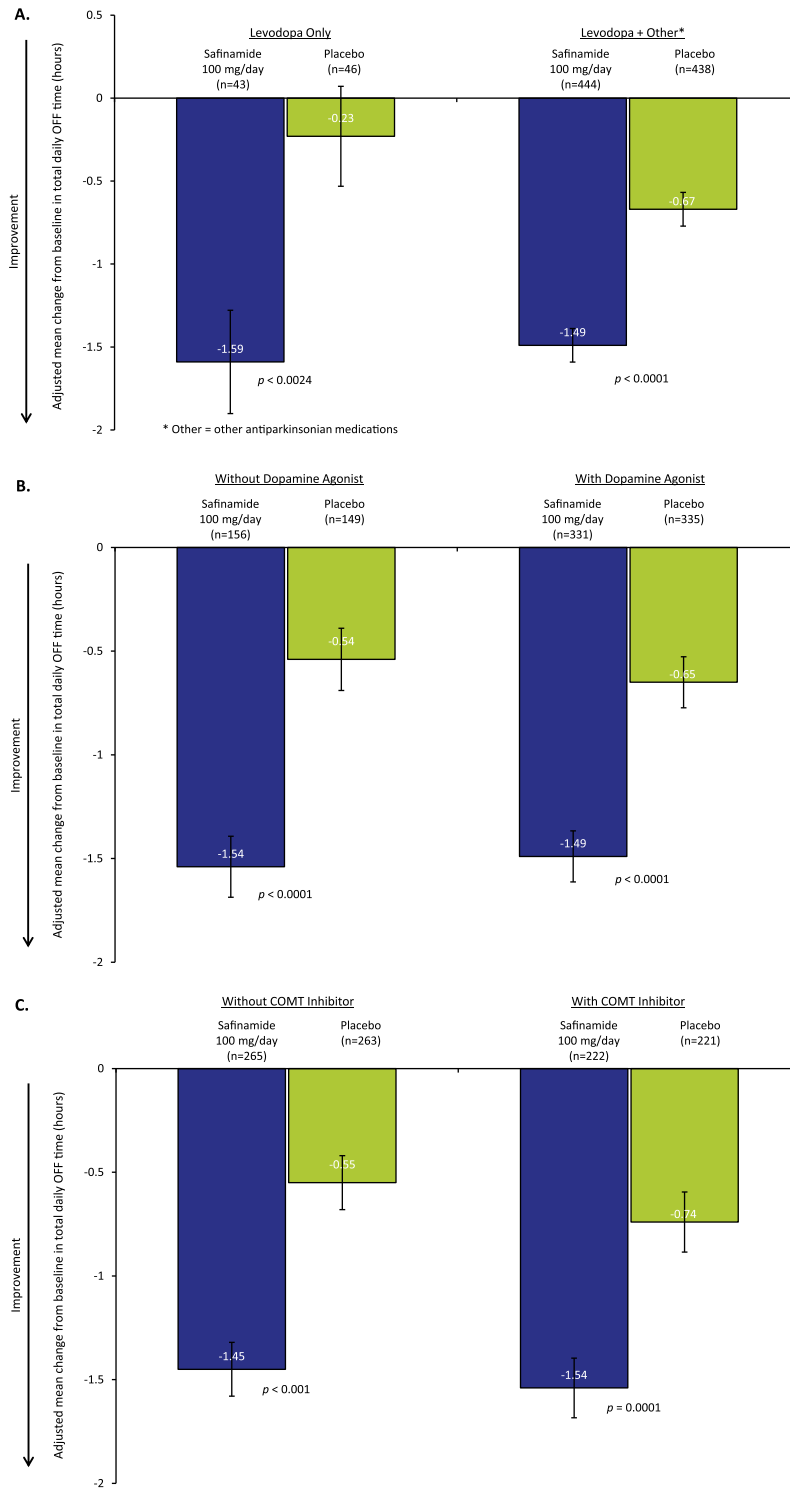 A.
Improvement
Adjusted mean change from baseline in total daily OFF time (hours)
0.5
0
-0.5
-1
-1.5
-2
Levodopa Only
Safinamide
100 mg/day
(n=43)
Placebo
(n=46)
-1.59
-0.23
p < 0.0024
Levodopa + Other*
Safinamide
100 mg/day
(n=444)
Placebo
(n=438)
-1.49
-0.67
p < 0.0001
* Other = other antiparkinsonian medications
B.
Improvement
Adjusted mean change from baseline in total daily OFF time (hours)
0
-0.5
-1
-1.5
-2
Without Dopamine Agonist
Safinamide
100 mg/day
(n=156)
Placebo
(n=149)
-1.54
-0.54
p < 0.0001
With Dopamine Agonist
Safinamide
100 mg/day
(n=331)
Placebo
(n=335)
-1.49
-0.65
p < 0.0001
C.
Improvement
Adjusted mean change from baseline in total daily OFF time (hours)
0
-0.5
-1
-1.5
-2
Without COMT Inhibitor
Safinamide
100 mg/day
(n=265)
Placebo
(n=263)
-1.45
-0.55
p < 0.001
With COMT Inhibitor
Safinamide
100 mg/day
(n=222)
Placebo
(n=221)
-1.54
-0.74
p = 0.0001